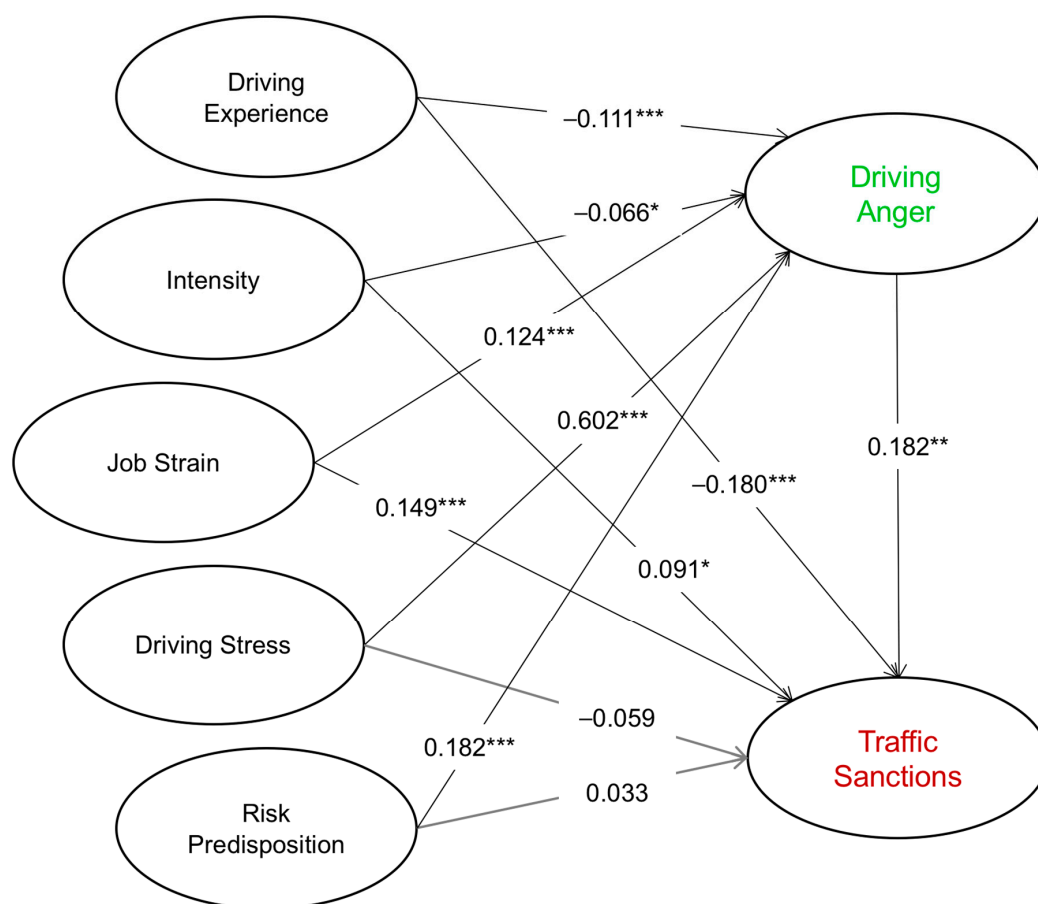 Driving
Experience
–0.111***
Driving
Anger
–0.066*
Intensity
0.124***
0.602***
0.182**
Job Strain
–0.180***
0.149***
0.091*
Driving Stress
–0.059
0.182***
Traffic
Sanctions
0.033
Risk
Predisposition